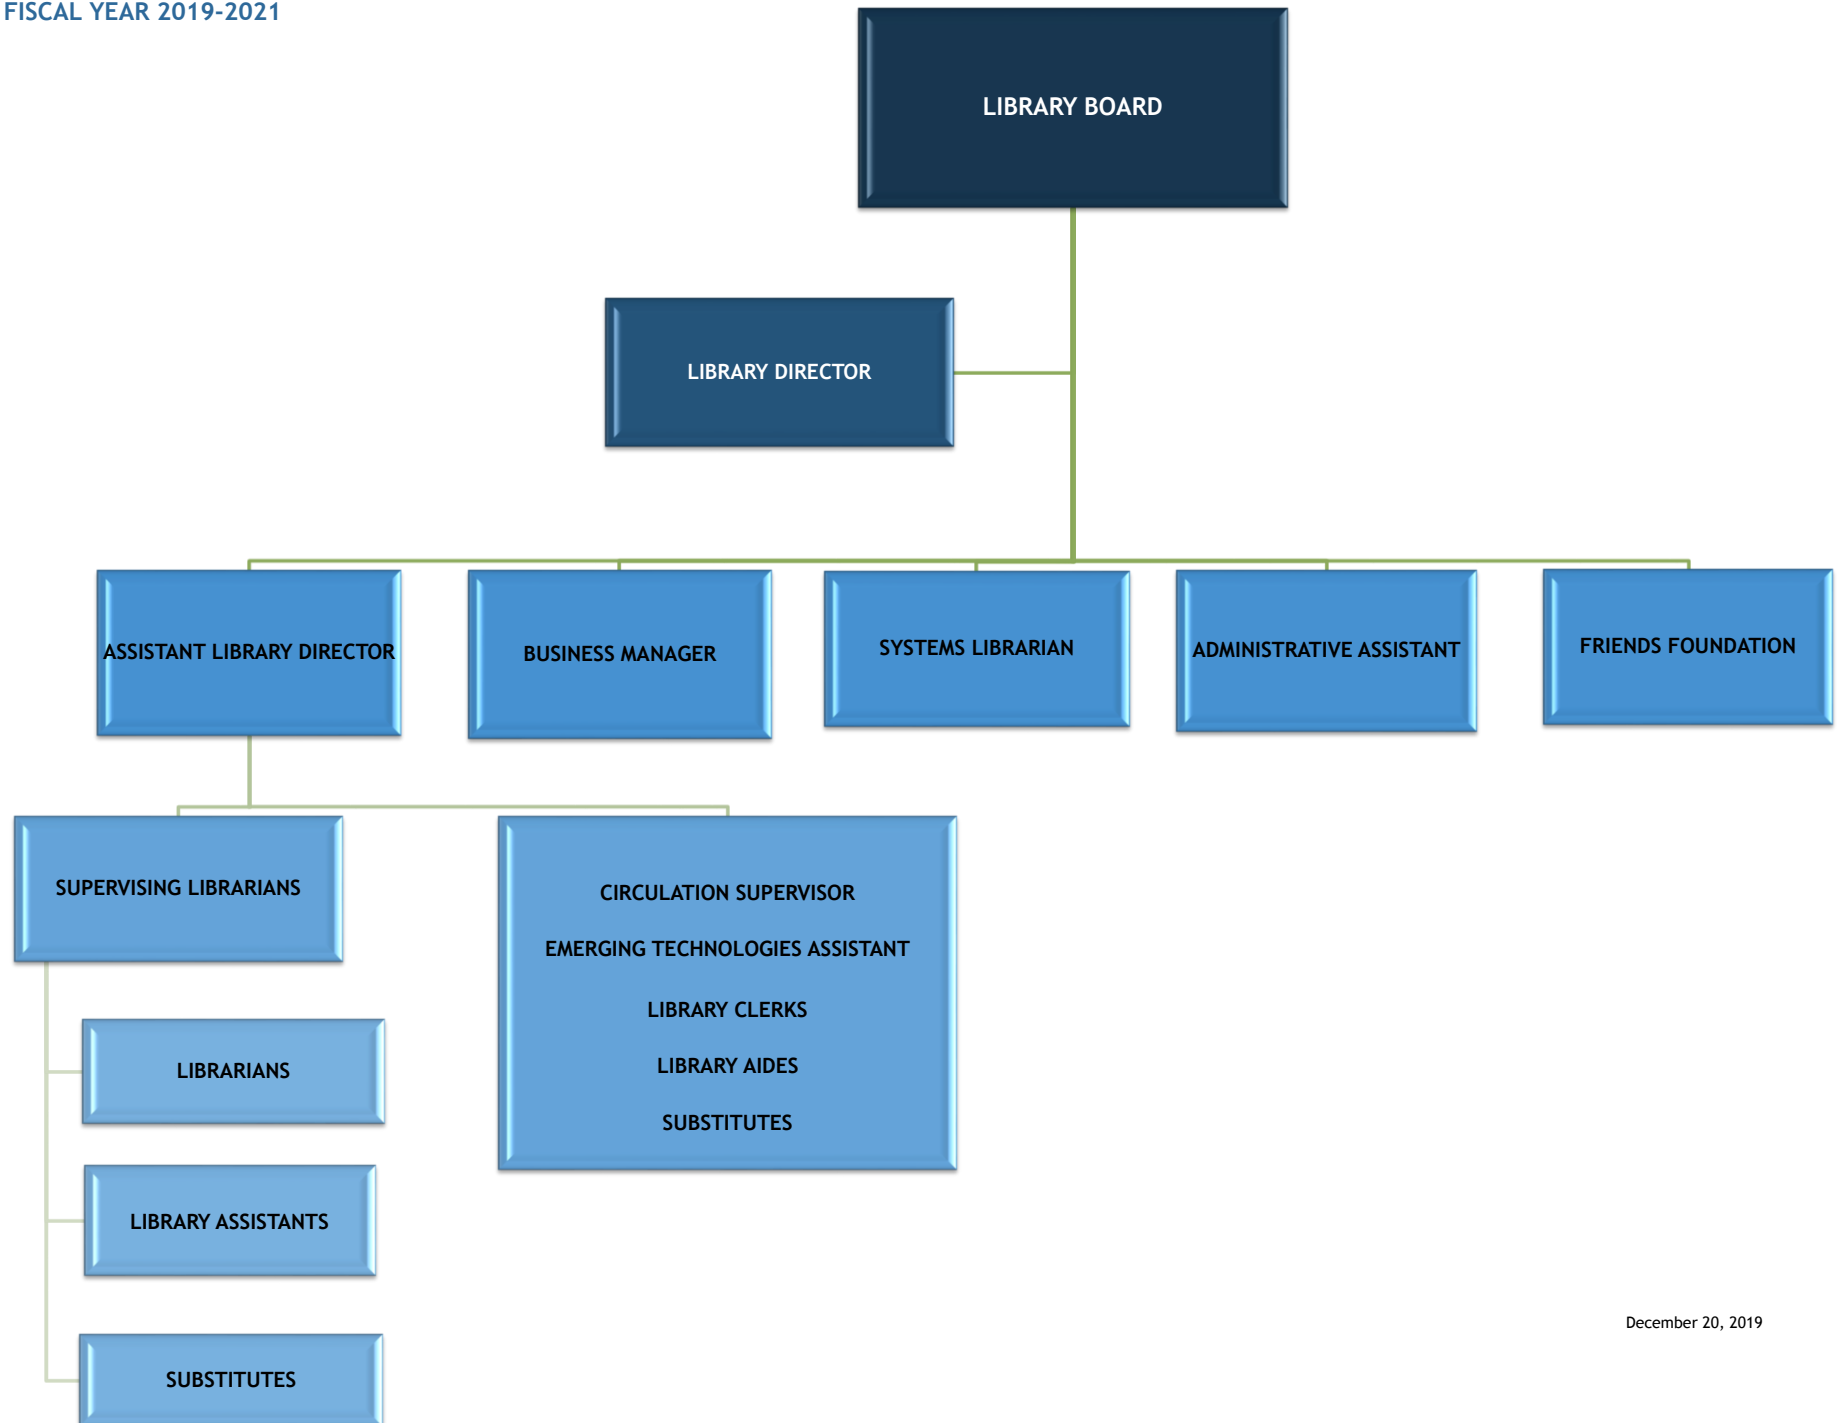 FISCAL YEAR 2019-2021
LIBRARY BOARD
LIBRARY DIRECTOR
ASSISTANT LIBRARY DIRECTOR
BUSINESS MANAGER
SYSTEMS LIBRARIAN
ADMINISTRATIVE ASSISTANT
FRIENDS FOUNDATION
SUPERVISING LIBRARIANS
CIRCULATION SUPERVISOR
EMERGING TECHNOLOGIES ASSISTANT
LIBRARY CLERKS
LIBRARY AIDES
SUBSTITUTES
LIBRARIANS
LIBRARY ASSISTANTS
SUBSTITUTES
December 20, 2019